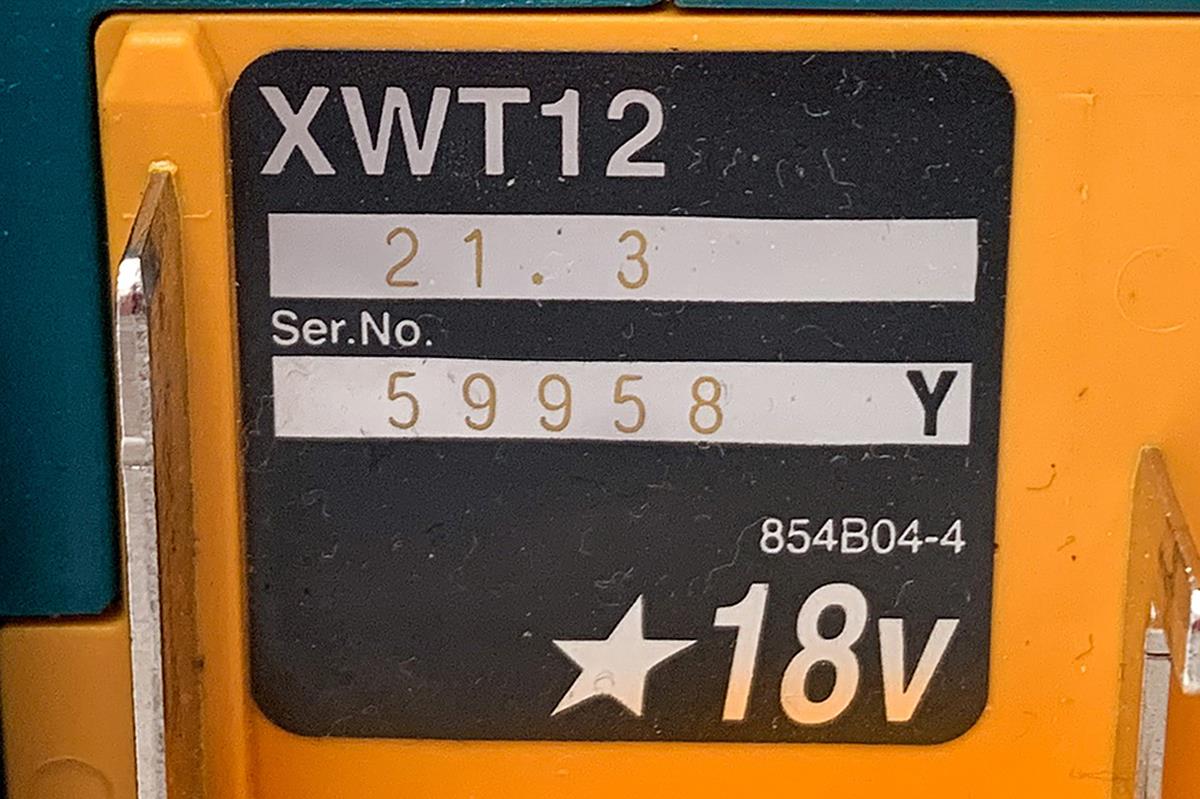 XWT12
21. 3
Ser.No.
59958 Y
854B04-4
★18V